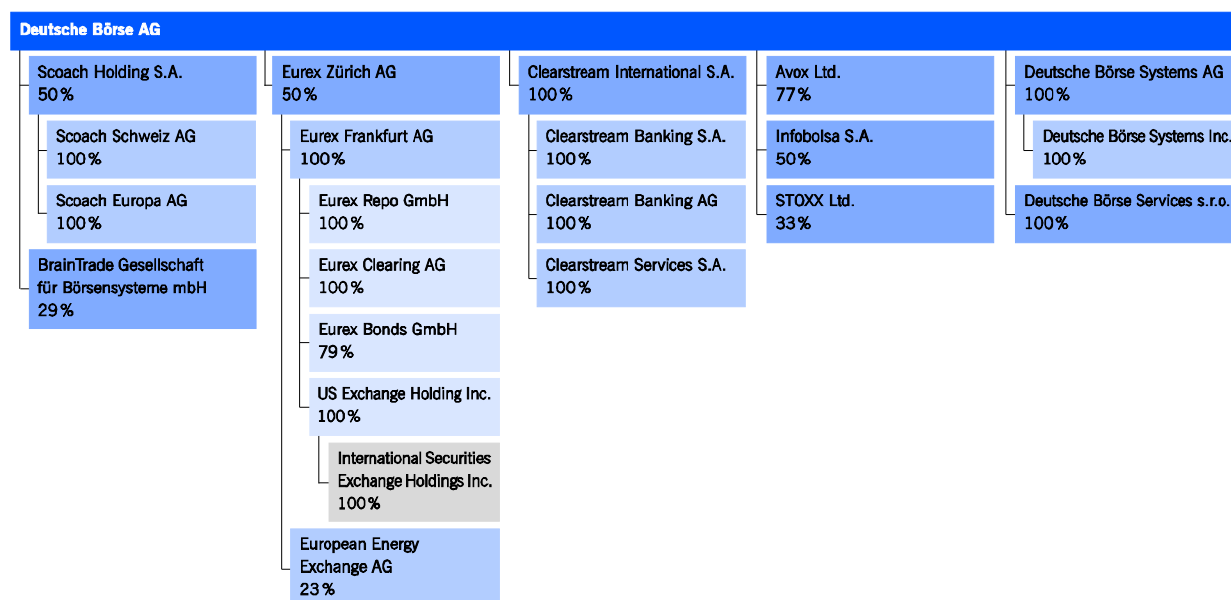 Deutsche Börse AG
Scoach Holding S.A.
50 %
Scoach Schweiz AG
100 %
Scoach Europa AG
100 %
BrainTrade Gesellschaft
für Börsensysteme mbH
29 %
Eurex Zürich AG
50 %
Eurex Frankfurt AG
100 %
Eurex Repo GmbH
100 %
Eurex Clearing AG
100 %
Eurex Bonds GmbH
79 %
US Exchange Holding Inc.
100 %
International Securities
Exchange Holdings Inc.
100 %
European Energy
Exchange AG
23 %
Clearstream International S.A.
100 %
Clearstream Banking S.A.
100 %
Clearstream Banking AG
100 %
Clearstream Services S.A.
100 %
Avox Ltd.
77 %
Infobolsa S.A.
50 %
STOXX Ltd.
33 %
Deutsche Börse Systems AG
100 %
Deutsche Börse Systems Inc.
100 %
Deutsche Börse Services s.r.o.
100 %